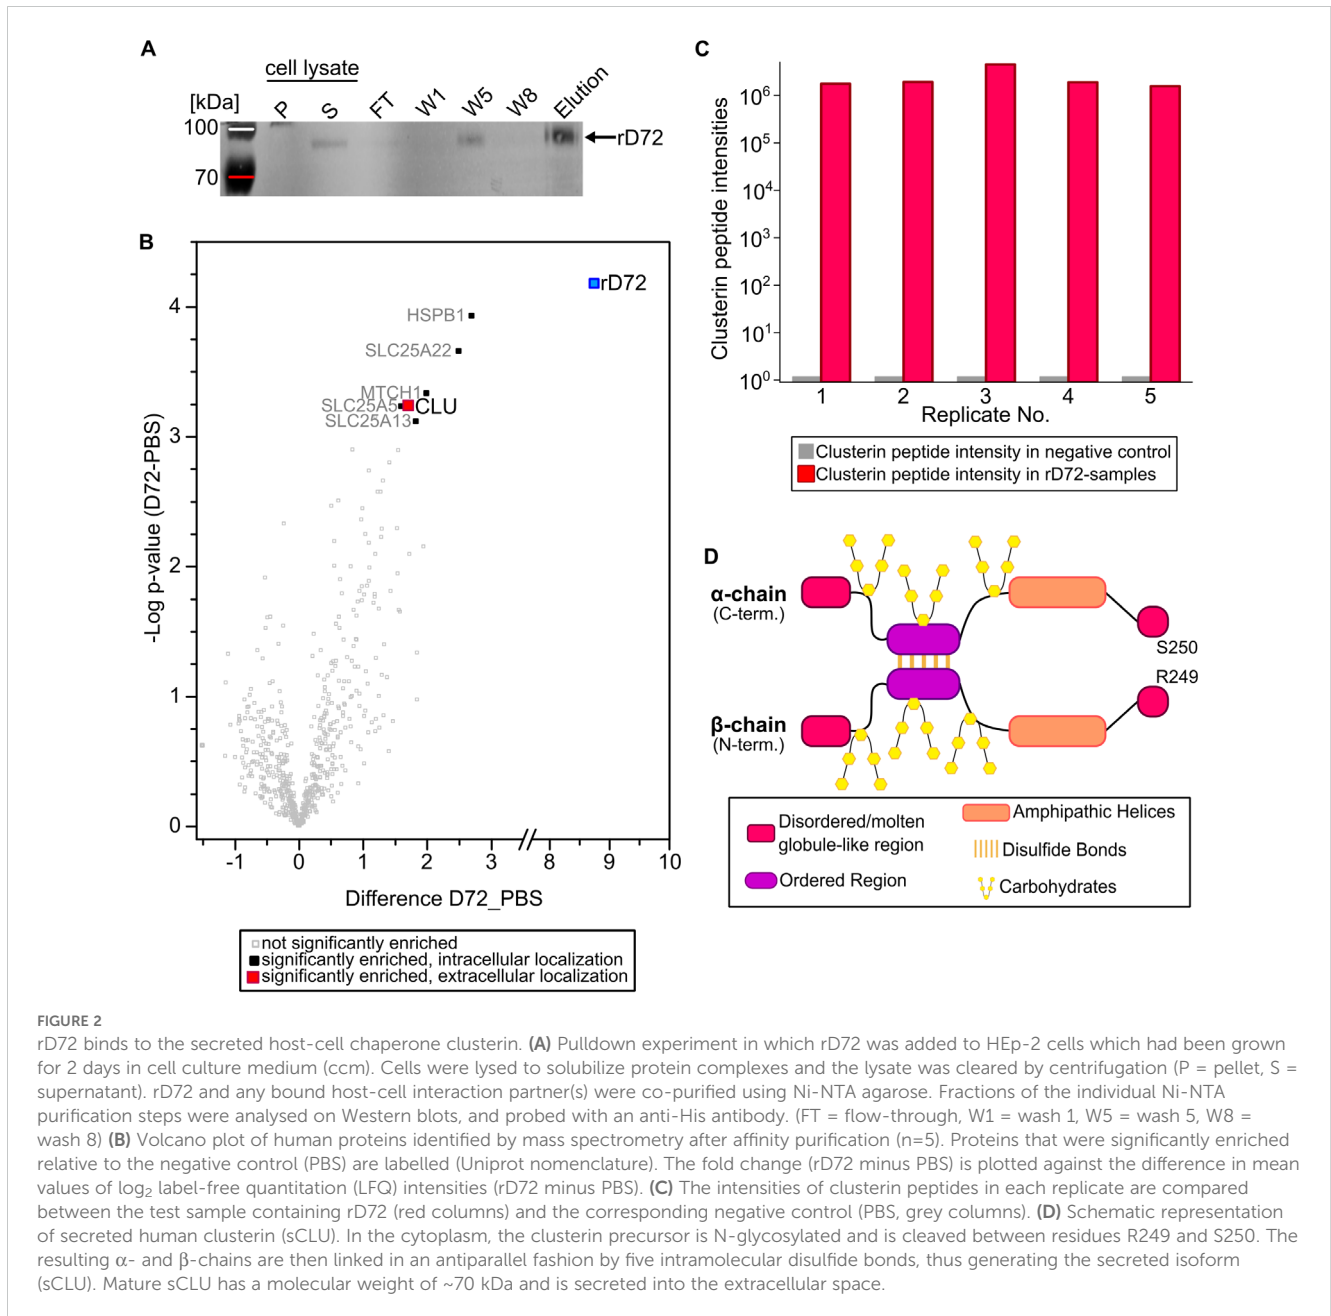 A
cell lysate
[kDa]
P
S
FT
W1
W5
W8
Elution
100
70
rD72
B
-Log p-value (D72-PBS)
4
3
2
1
0
rD72
HSPB1
SLC25A22
MTCH1
SLC25A5
CLU
SLC25A13
-1 0 1 2 3 8 9 10
Difference D72_PBS
not significantly enriched
significantly enriched, intracellular localization
significantly enriched, extracellular localization
C
Clusterin peptide intensities
10⁶
10⁵
10⁴
10³
10²
10¹
10⁰
1 2 3 4 5
Replicate No.
Clusterin peptide intensity in negative control
Clusterin peptide intensity in rD72-samples
D
α-chain
(C-term.)
S250
R249
β-chain
(N-term.)
Disordered/molten
globule-like region
Ordered Region
Amphipathic Helices
Disulfide Bonds
Carbohydrates
FIGURE 2
rD72 binds to the secreted host-cell chaperone clusterin. (A) Pulldown experiment in which rD72 was added to HEp-2 cells which had been grown
for 2 days in cell culture medium (ccm). Cells were lysed to solubilize protein complexes and the lysate was cleared by centrifugation (P = pellet, S =
supernatant). rD72 and any bound host-cell interaction partner(s) were co-purified using Ni-NTA agarose. Fractions of the individual Ni-NTA
purification steps were analysed on Western blots, and probed with an anti-His antibody. (FT = flow-through, W1 = wash 1, W5 = wash 5, W8 =
wash 8) (B) Volcano plot of human proteins identified by mass spectrometry after affinity purification (n=5). Proteins that were significantly enriched
relative to the negative control (PBS) are labelled (Uniprot nomenclature). The fold change (rD72 minus PBS) is plotted against the difference in mean
values of log₂ label-free quantitation (LFQ) intensities (rD72 minus PBS). (C) The intensities of clusterin peptides in each replicate are compared
between the test sample containing rD72 (red columns) and the corresponding negative control (PBS, grey columns). (D) Schematic representation
of secreted human clusterin (sCLU). In the cytoplasm, the clusterin precursor is N-glycosylated and is cleaved between residues R249 and S250. The
resulting α- and β-chains are then linked in an antiparallel fashion by five intramolecular disulfide bonds, thus generating the secreted isoform
(sCLU). Mature sCLU has a molecular weight of ~70 kDa and is secreted into the extracellular space.